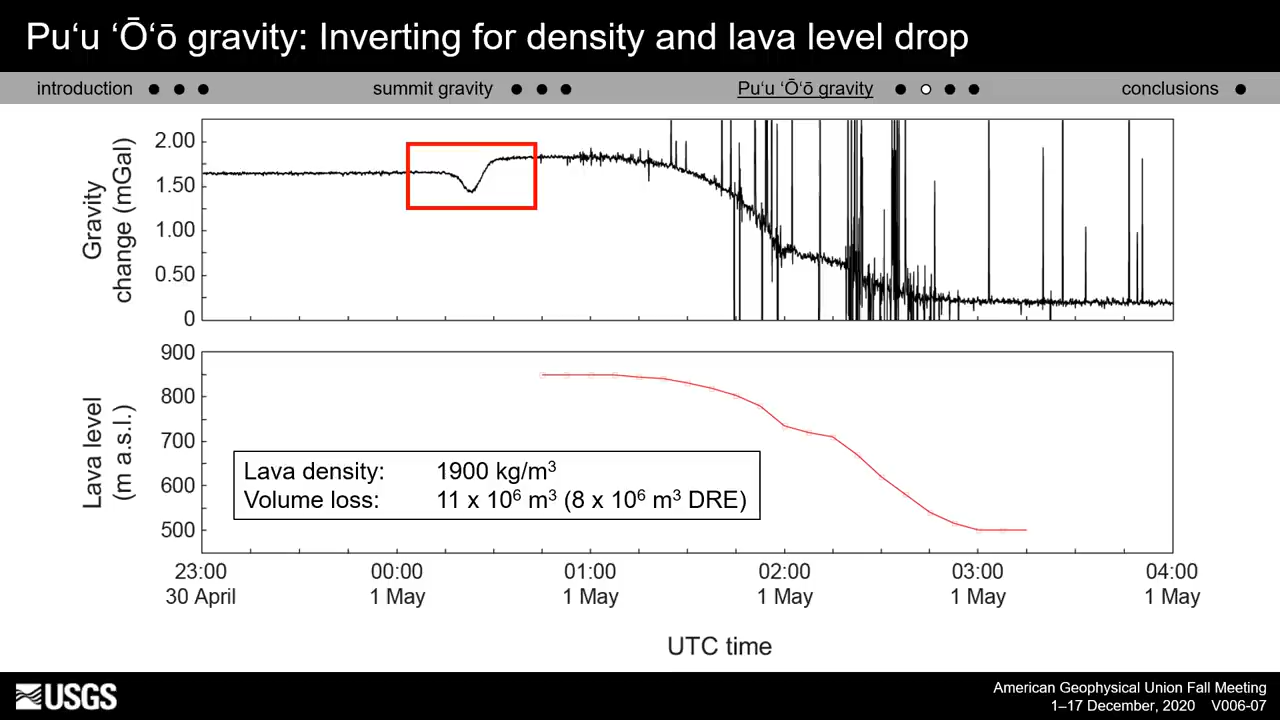 Pu‘u ‘Ō‘ō gravity: Inverting for density and lava level drop
introduction
summit gravity
Pu‘u ‘Ō‘ō gravity
conclusions
Gravity
change (mGal)
2.00
1.50
1.00
0.50
0
Lava level
(m a.s.l.)
900
800
700
600
500
Lava density: 1900 kg/m³
Volume loss: 11 x 10⁶ m³ (8 x 10⁶ m³ DRE)
23:00 00:00 01:00 02:00 03:00 04:00
30 April 1 May 1 May 1 May 1 May 1 May
UTC time
USGS
American Geophysical Union Fall Meeting
1–17 December, 2020 V006-07